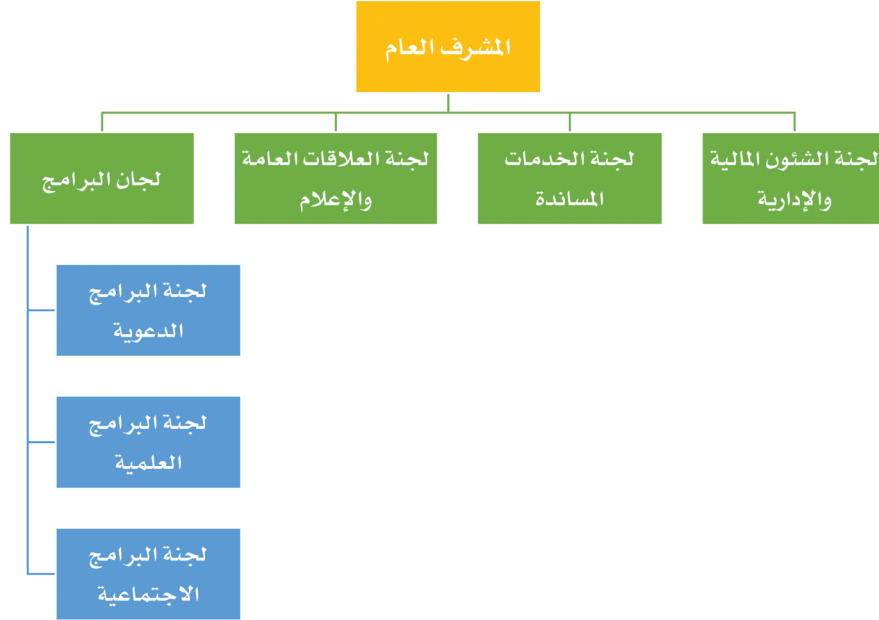 المشرف العام
لجنة الشئون المالية
والإدارية
لجنة الخدمات
المساندة
لجنة العلاقات العامة
والإعلام
لجان البرامج
لجنة البرامج
الدعوية
لجنة البرامج
العلمية
لجنة البرامج
الاجتماعية